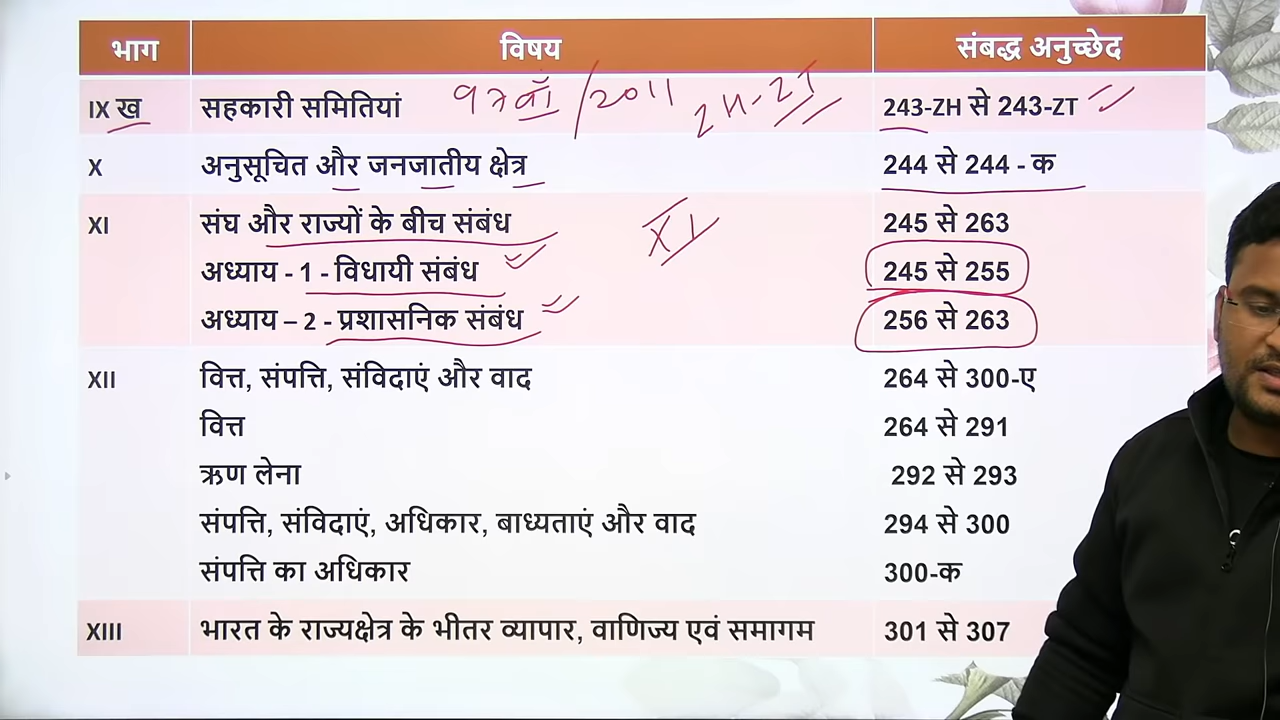 भाग विषय संबद्ध अनुच्छेद
IX ख सहकारी समितियां 97वाँ / 2011 ZH-ZT 243-ZH से 243-ZT
X अनुसूचित और जनजातीय क्षेत्र 244 से 244 - क
XI संघ और राज्यों के बीच संबंध XI 245 से 263
अध्याय - 1 - विधायी संबंध 245 से 255
अध्याय – 2 - प्रशासनिक संबंध 256 से 263
XII वित्त, संपत्ति, संविदाएं और वाद 264 से 300-ए
वित्त 264 से 291
ऋण लेना 292 से 293
संपत्ति, संविदाएं, अधिकार, बाध्यताएं और वाद 294 से 300
संपत्ति का अधिकार 300-क
XIII भारत के राज्यक्षेत्र के भीतर व्यापार, वाणिज्य एवं समागम 301 से 307